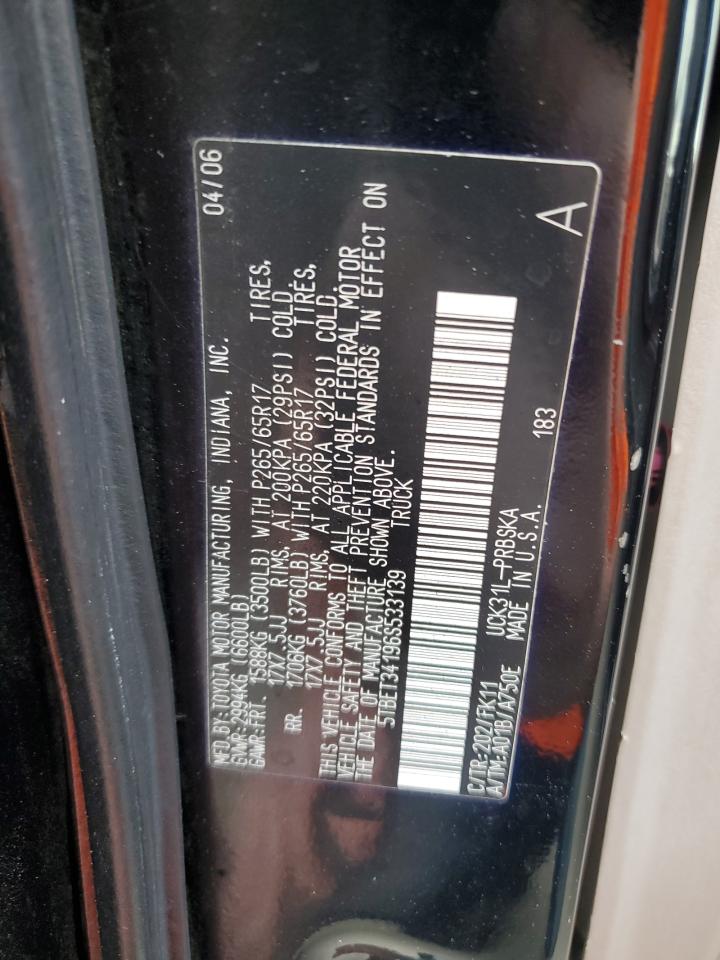 MFD.BY:TOYOTA MOTOR MANUFACTURING, INDIANA, INC. 04/06
GVWR:2994KG (6600LB)
GAWR:FRT. 1588KG (3500LB) WITH P265/65R17 TIRES,
17X7.5JJ RIMS, AT 200KPA (29PSI) COLD.
RR. 1706KG (3760LB) WITH P265/65R17 TIRES,
17X7.5JJ RIMS, AT 220KPA (32PSI) COLD.
THIS VEHICLE CONFORMS TO ALL APPLICABLE FEDERAL MOTOR
VEHICLE SAFETY AND THEFT PREVENTION STANDARDS IN EFFECT ON
THE DATE OF MANUFACTURE SHOWN ABOVE.
5TBET34196S533139 TRUCK
C/TR:202/FK11 UCK31L-PRBSKA
A/TM:A01B/A750E MADE IN U.S.A. 183
A